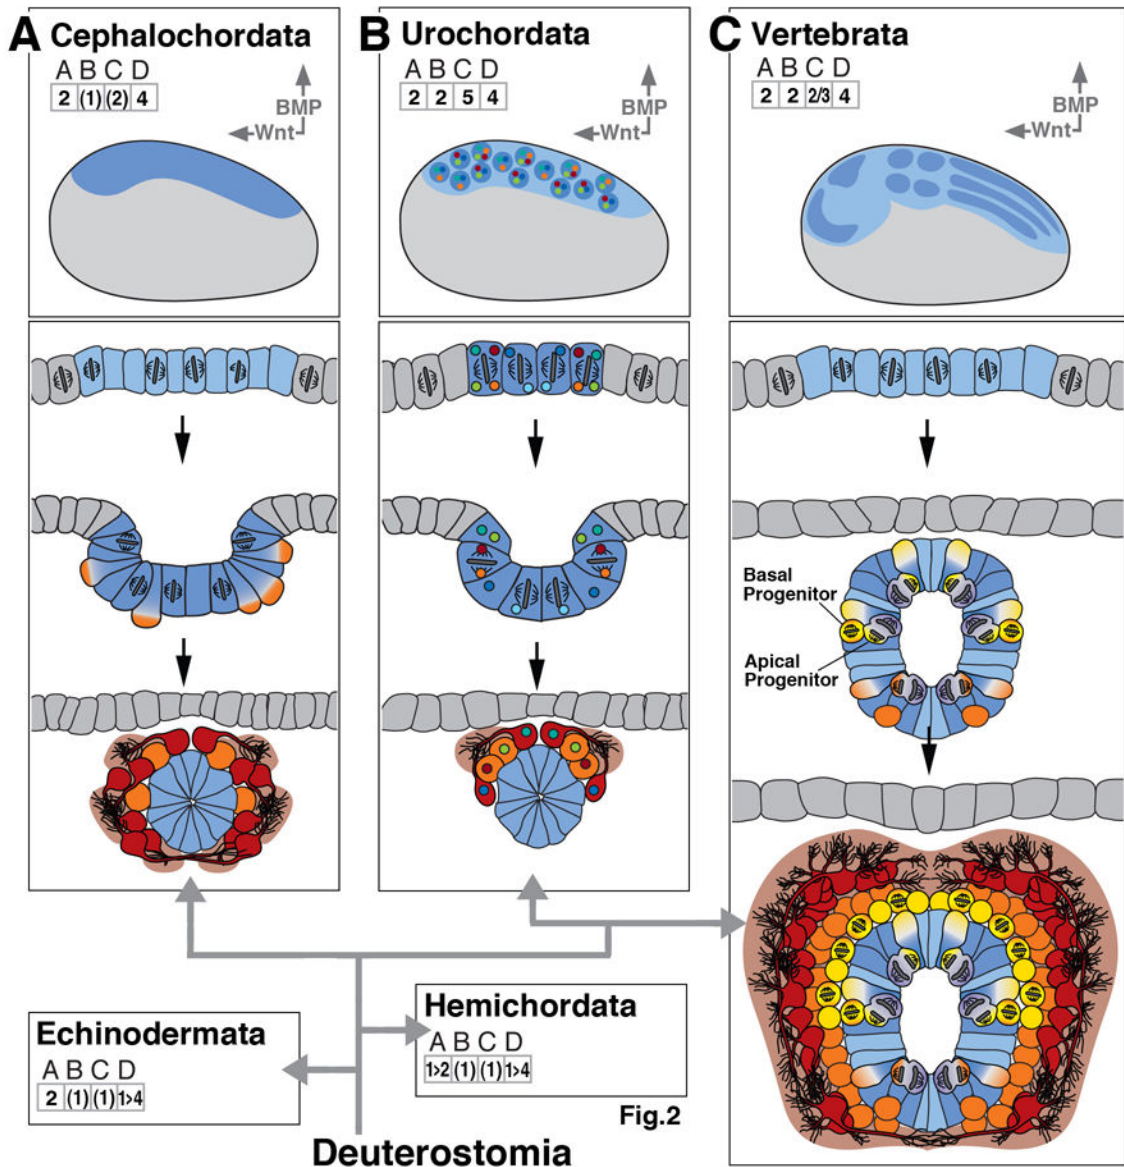 A Cephalochordata
A B C D
2 (1) (2) 4
BMP
Wnt
B Urochordata
A B C D
2 2 5 4
BMP
Wnt
C Vertebrata
A B C D
2 2 2/3 4
BMP
Wnt
Basal
Progenitor
Apical
Progenitor
Echinodermata
A B C D
2 (1) (1) 1>4
Hemichordata
A B C D
1>2 (1) (1) 1>4
Fig.2
Deuterostomia